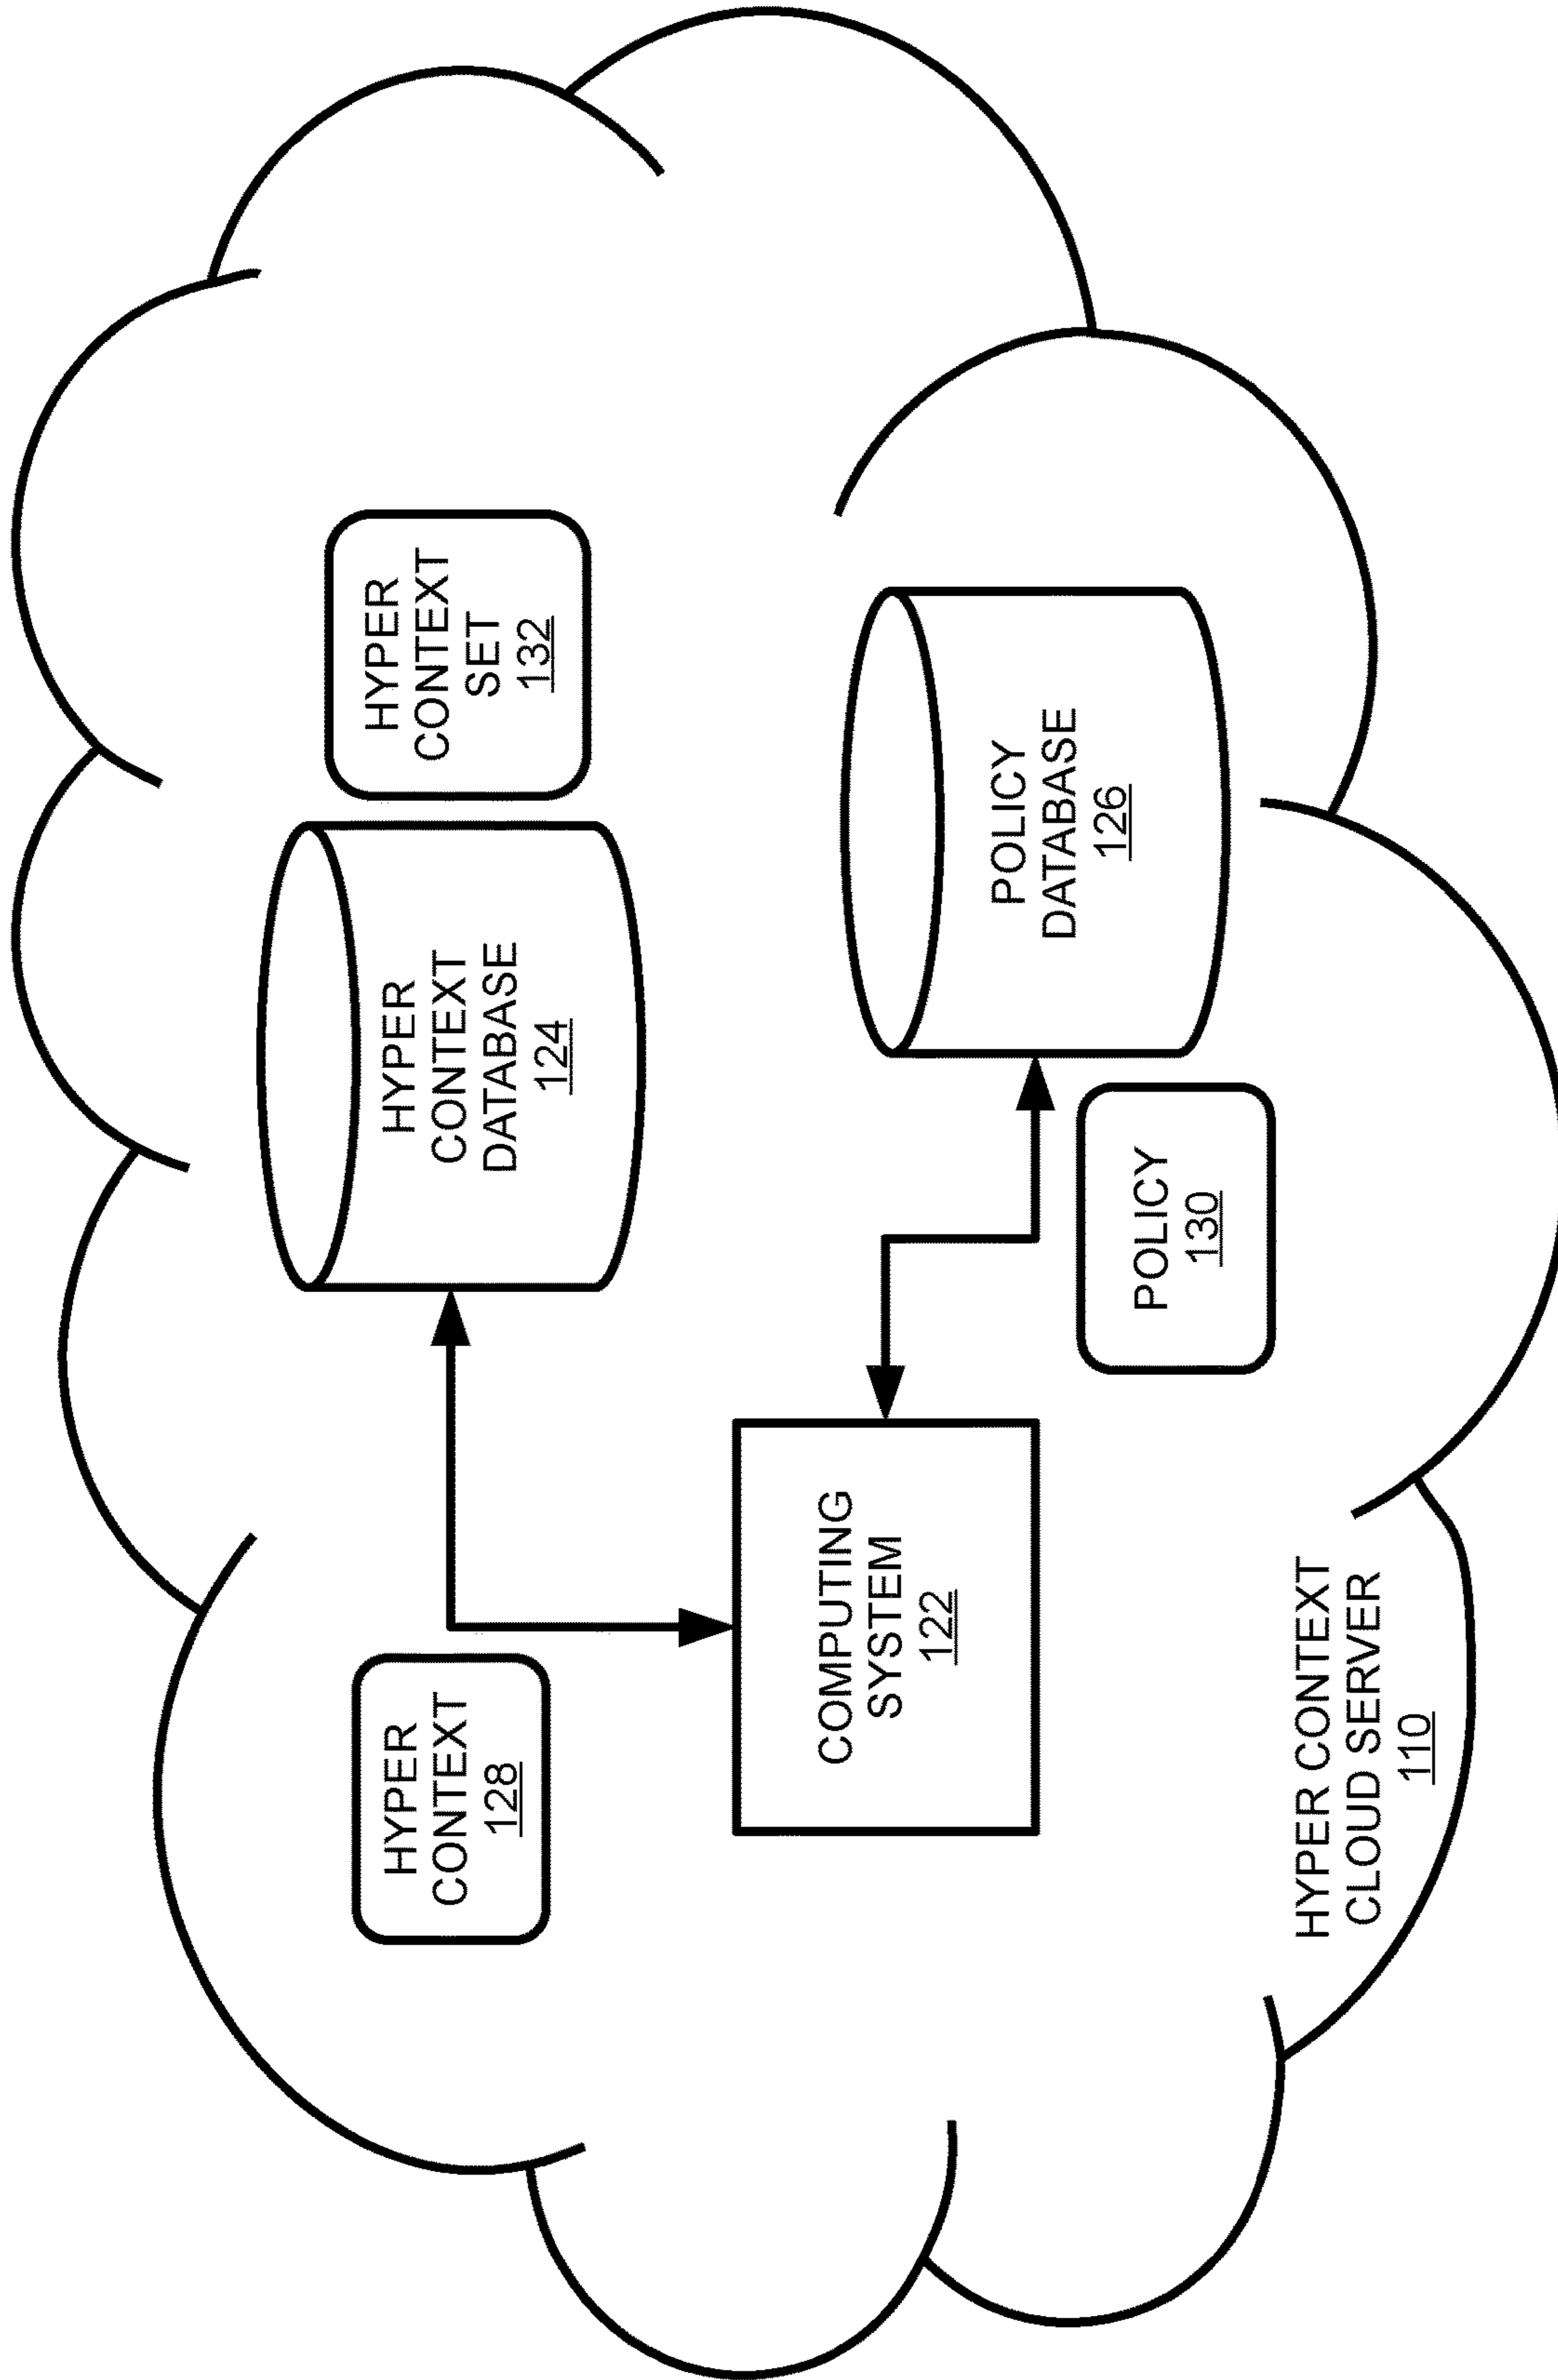 HYPER
CONTEXT
128
HYPER
CONTEXT
DATABASE
124
HYPER
CONTEXT
SET
132
COMPUTING
SYSTEM
122
POLICY
DATABASE
126
POLICY
130
HYPER CONTEXT
CLOUD SERVER
110